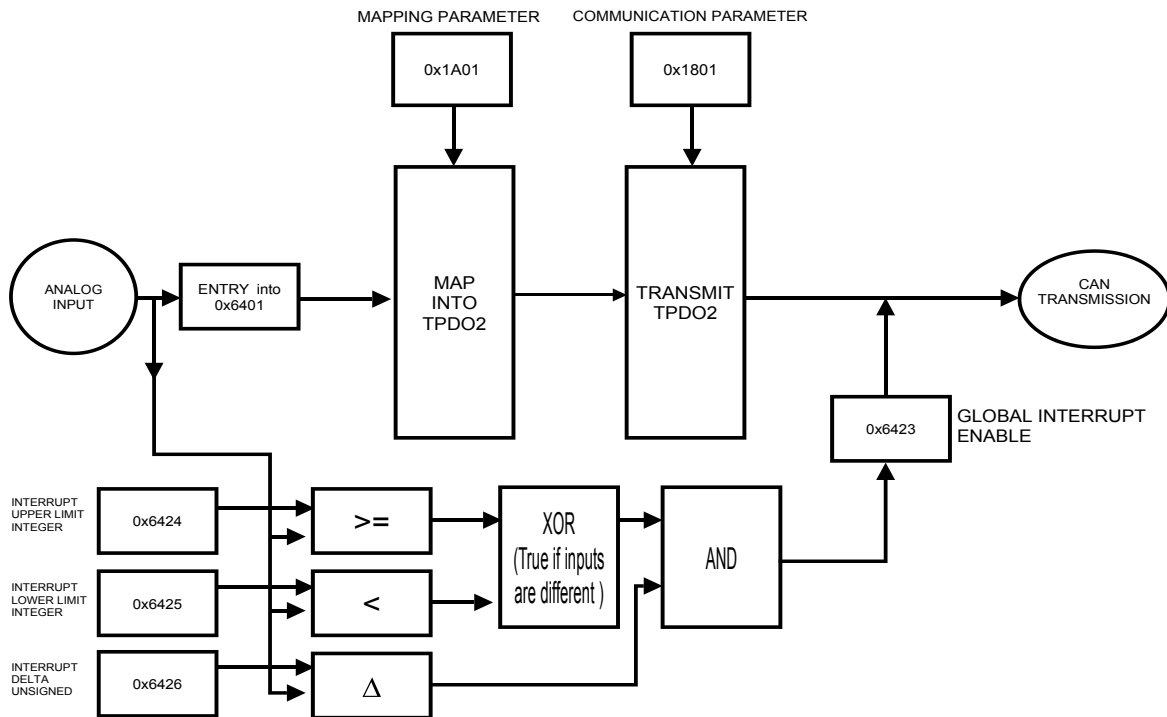 MAPPING PARAMETER
COMMUNICATION PARAMETER
0x1A01
0x1801
ANALOG
INPUT
ENTRY into
0x6401
MAP
INTO
TPDO2
TRANSMIT
TPDO2
CAN
TRANSMISSION
0x6423
GLOBAL INTERRUPT
ENABLE
INTERRUPT
UPPER LIMIT
INTEGER
0x6424
>=
XOR
(True if inputs
are different )
AND
INTERRUPT
LOWER LIMIT
INTEGER
0x6425
<
INTERRUPT
DELTA
UNSIGNED
0x6426
Δ